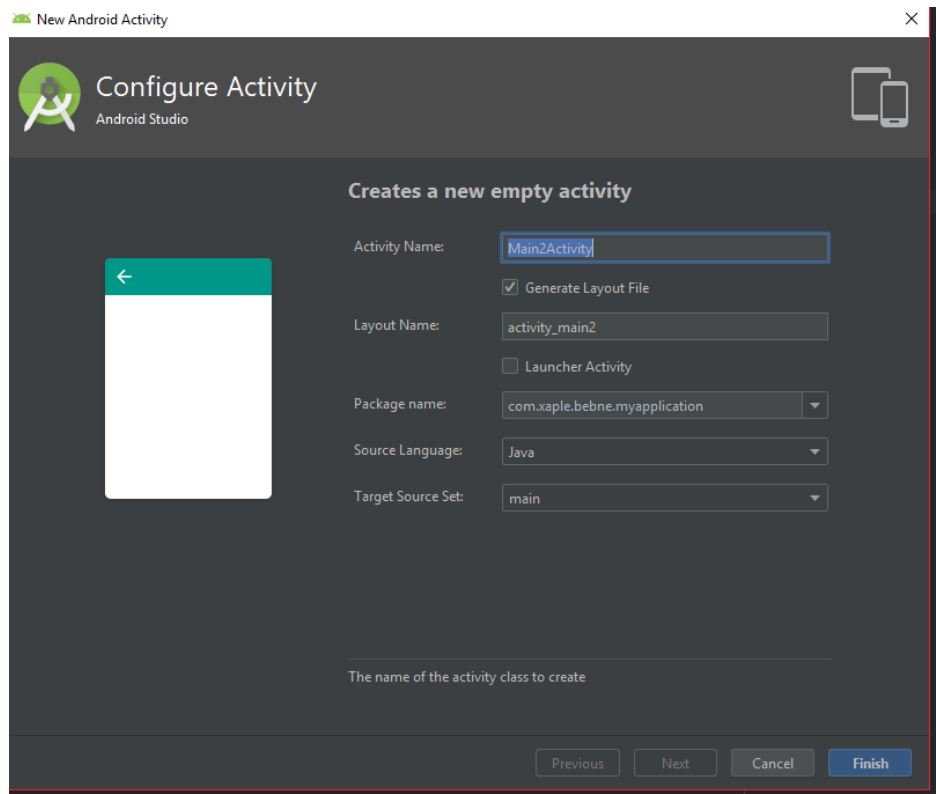 New Android Activity
Configure Activity
Android Studio
Creates a new empty activity
Activity Name:
Main2Activity
Generate Layout File
Layout Name:
activity_main2
Launcher Activity
Package name:
com.xaple.bebne.myapplication
Source Language:
Java
Target Source Set:
main
The name of the activity class to create
Previous
Next
Cancel
Finish